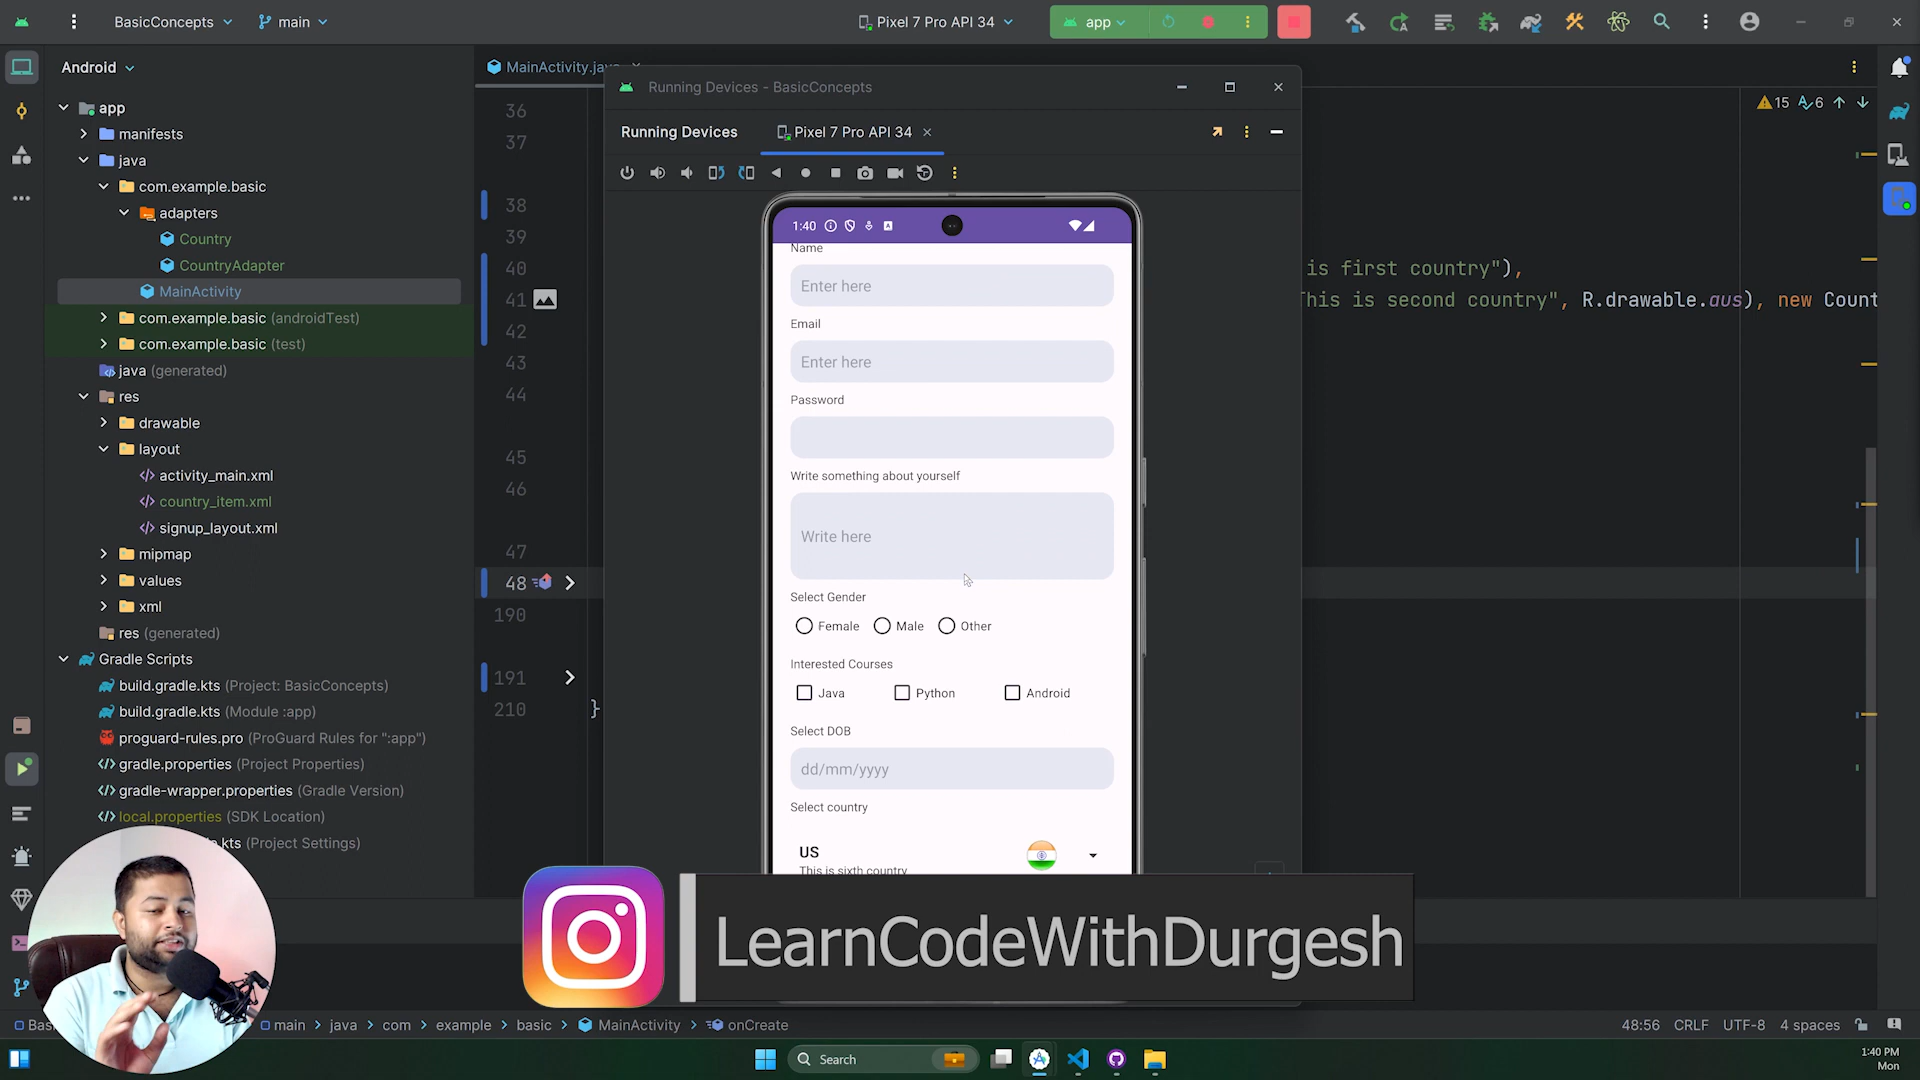 BasicConcepts
main
Pixel 7 Pro API 34
app
Android
MainActivity.java
15
6
app
manifests
java
com.example.basic
adapters
Country
CountryAdapter
MainActivity
com.example.basic (androidTest)
com.example.basic (test)
java (generated)
res
drawable
layout
activity_main.xml
country_item.xml
signup_layout.xml
mipmap
values
xml
res (generated)
Gradle Scripts
build.gradle.kts (Project: BasicConcepts)
build.gradle.kts (Module :app)
proguard-rules.pro (ProGuard Rules for ":app")
gradle.properties (Project Properties)
gradle-wrapper.properties (Gradle Version)
local.properties (SDK Location)
.kts (Project Settings)
36
37
38
39
40
41
42
43
44
45
46
47
48
190
191
210 }
is first country"),
This is second country", R.drawable.aus), new Count
Running Devices - BasicConcepts
Running Devices
Pixel 7 Pro API 34
1:40
Name
Enter here
Email
Enter here
Password
Write something about yourself
Write here
Select Gender
Female Male Other
Interested Courses
Java Python Android
Select DOB
dd/mm/yyyy
Select country
US
This is sixth country
LearnCodeWithDurgesh
Bas
main > java > com > example > basic > MainActivity > onCreate
48:56 CRLF UTF-8 4 spaces
Search
1:40 PM
Mon